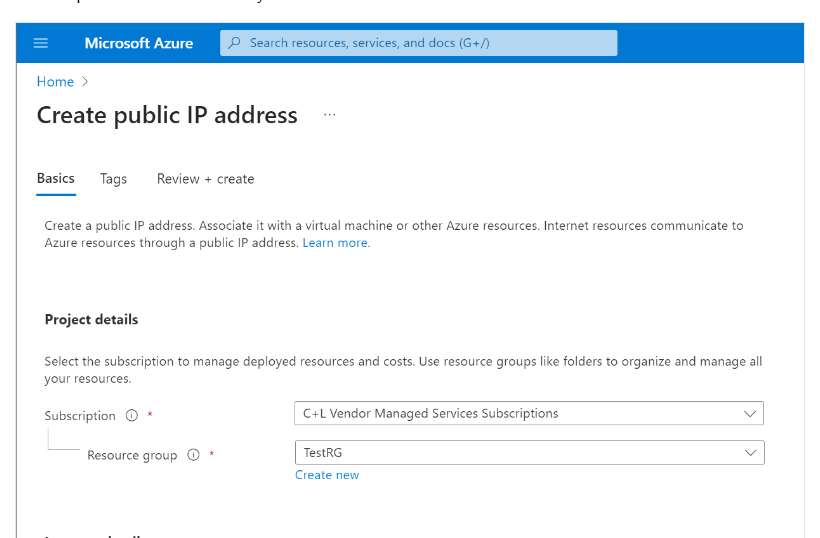 Microsoft Azure
Search resources, services, and docs (G+/)
Home
Create public IP address
...
Basics
Tags
Review + create
Create a public IP address. Associate it with a virtual machine or other Azure resources. Internet resources communicate to
Azure resources through a public IP address. Learn more.
Project details
Select the subscription to manage deployed resources and costs. Use resource groups like folders to organize and manage all
your resources.
Subscription *
C+L Vendor Managed Services Subscriptions
Resource group *
TestRG
Create new